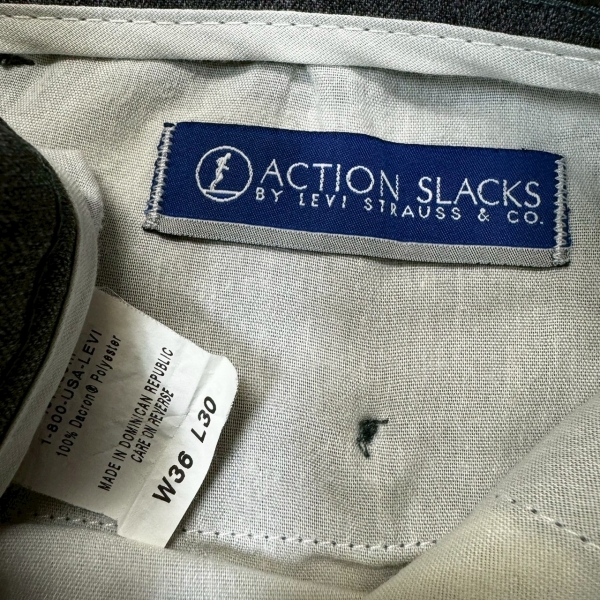 ACTION SLACKS
BY LEVI STRAUSS & CO.
1-800-USA-LEVI
100% Dacron® Polyester
MADE IN DOMINICAN REPUBLIC
CARE ON REVERSE
W36 L30